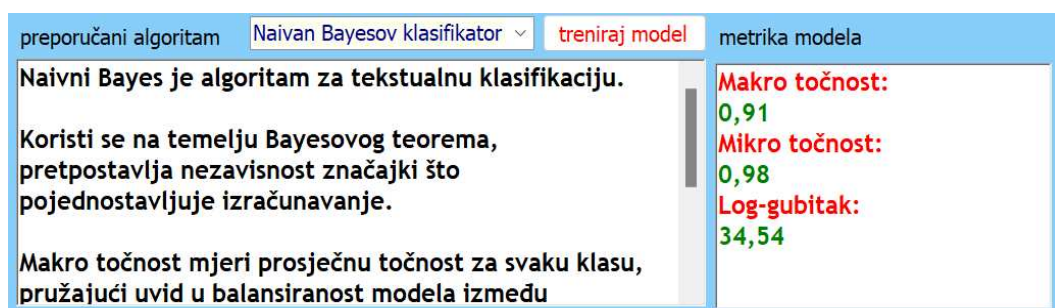 preporučani algoritam
Naivan Bayesov klasifikator
treniraj model
metrika modela
Naivni Bayes je algoritam za tekstualnu klasifikaciju.
Koristi se na temelju Bayesovog teorema,
pretpostavlja nezavisnost značajki što
pojednostavljuje izračunavanje.
Makro točnost mjeri prosječnu točnost za svaku klasu,
pružajući uvid u balansiranost modela između
Makro točnost:
0,91
Mikro točnost:
0,98
Log-gubitak:
34,54